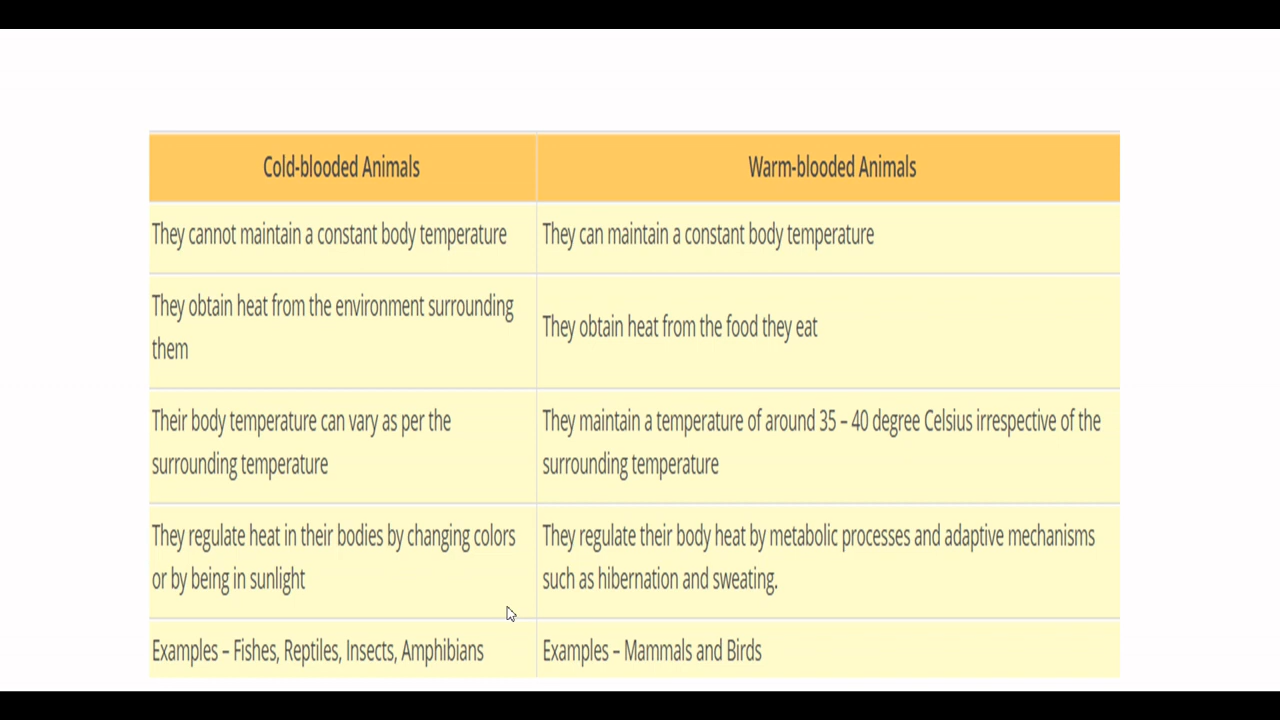 Cold-blooded Animals
Warm-blooded Animals
They cannot maintain a constant body temperature
They can maintain a constant body temperature
They obtain heat from the environment surrounding
them
They obtain heat from the food they eat
Their body temperature can vary as per the
surrounding temperature
They maintain a temperature of around 35 – 40 degree Celsius irrespective of the
surrounding temperature
They regulate heat in their bodies by changing colors
or by being in sunlight
They regulate their body heat by metabolic processes and adaptive mechanisms
such as hibernation and sweating.
Examples – Fishes, Reptiles, Insects, Amphibians
Examples – Mammals and Birds